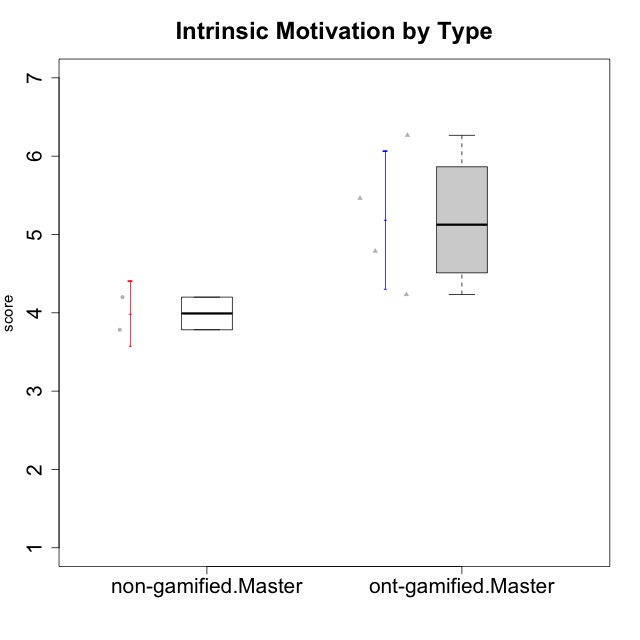 Intrinsic Motivation by Type
score
7
6
5
4
3
2
1
non-gamified.Master
ont-gamified.Master